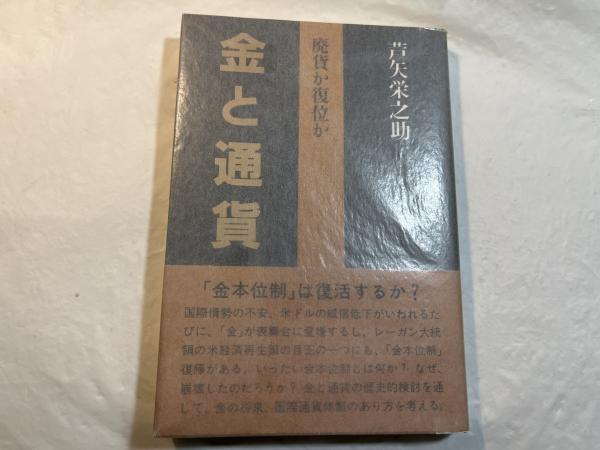 芦矢栄之助
廃貨か復位か
金と通貨
「金本位制」は復活するか?
国際情勢の不安、米ドルの威信低下がいわれるた
びに、「金」が表舞台に登場するし、レーガン大統
領の米経済再生策の目玉の一つにも、「金本位制」
復帰がある。いったい金本位制とは何か? なぜ、
崩壊したのだろうか? 金と通貨の歴史的検討を通
して、金の将来、国際通貨体制のあり方を考える。